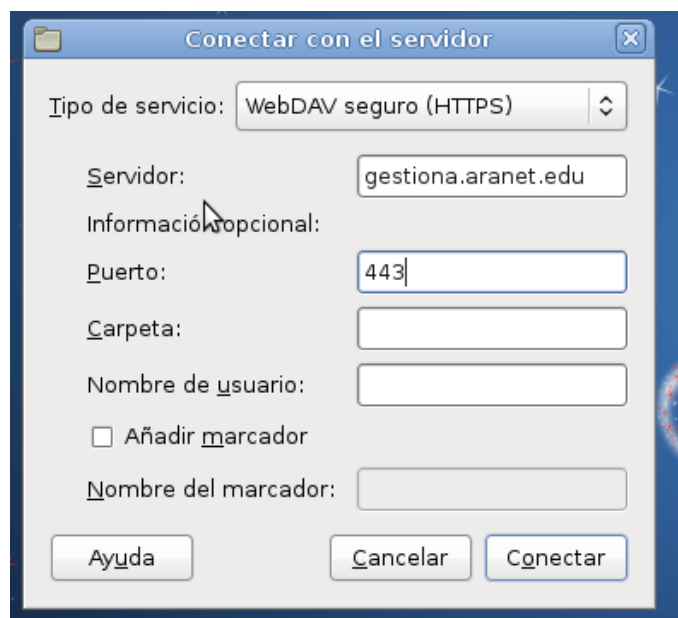 Conectar con el servidor
Tipo de servicio: WebDAV seguro (HTTPS)
Servidor: gestiona.aranet.edu
Información opcional:
Puerto: 443
Carpeta:
Nombre de usuario:
Añadir marcador
Nombre del marcador:
Ayuda Cancelar Conectar